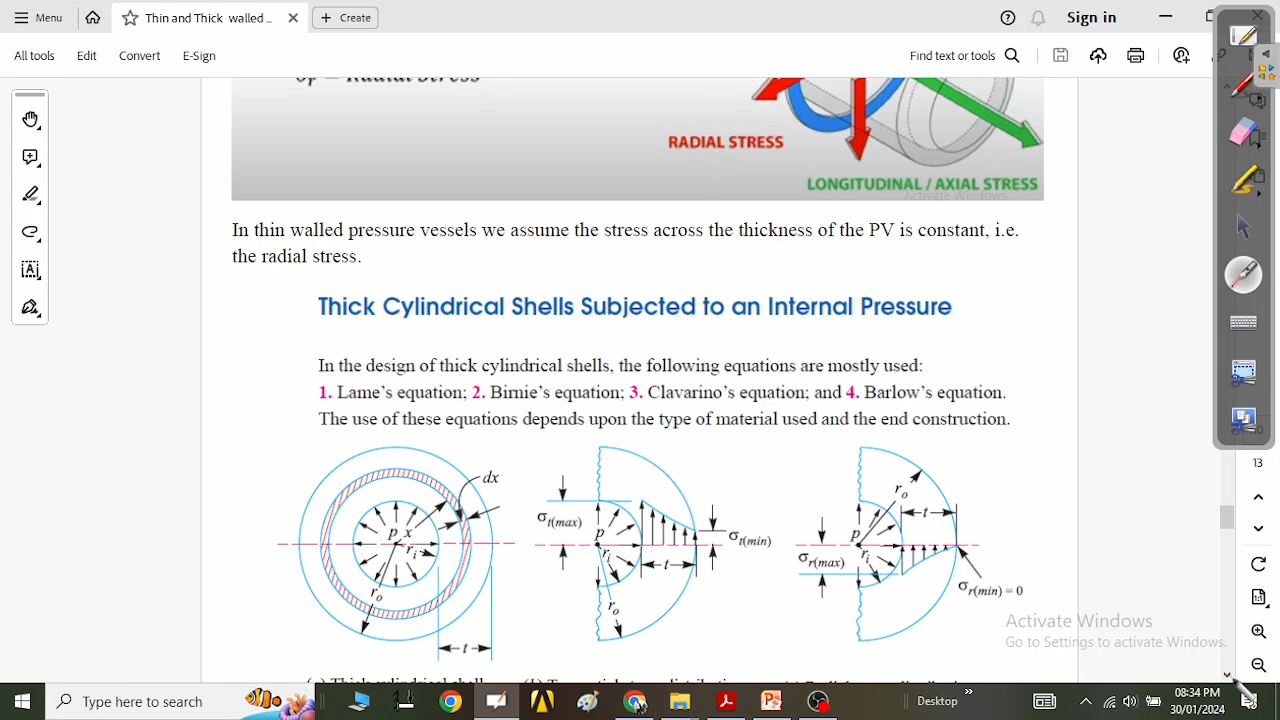 Menu
Thin and Thick walled ...
Create
Sign in
All tools
Edit
Convert
E-Sign
Find text or tools
RADIAL STRESS
LONGITUDINAL / AXIAL STRESS
Activate Windows
In thin walled pressure vessels we assume the stress across the thickness of the PV is constant, i.e.
the radial stress.
Thick Cylindrical Shells Subjected to an Internal Pressure
In the design of thick cylindrical shells, the following equations are mostly used:
1. Lame's equation; 2. Birnie's equation; 3. Clavarino's equation; and 4. Barlow's equation.
The use of these equations depends upon the type of material used and the end construction.
dx
p x
ri
ro
t
σt(max)
p
ri
ro
t
σt(min)
ro
t
p
ri
σr(max)
σr(min) = 0
13
Activate Windows
Go to Settings to activate Windows.
Type here to search
Desktop
08:34 PM
30/01/2024